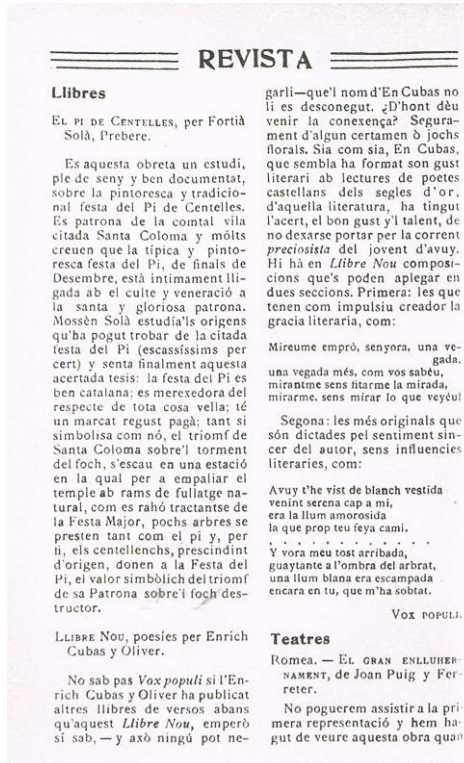 REVISTA
Llibres
EL PI DE CENTELLES, per Fortià
Solà, Prebere.
Es aquesta obreta un estudi,
ple de seny y ben documentat,
sobre la pintoresca y tradicio-
nal festa del Pi de Centelles.
Es patrona de la comtal vila
citada Santa Coloma y mólts
creuen que la típica y pinto-
resca festa del Pi, de finals de
Desembre, està intimament lli-
gada ab el culte y veneració a
la santa y gloriosa patrona.
Mossèn Solà estudía'ls orígens
qu'ha pogut trobar de la citada
festa del Pi (escassíssims per
cert) y senta finalment aquesta
acertada tesis: la festa del Pi es
ben catalana; es merexedora del
respecte de tota cosa vella; té
un marcat regust pagà; tant si
simbolisa com nó, el triomf de
Santa Coloma sobre'l torment
del foch, s'escau en una estació
en la qual per a empaliar el
temple ab rams de fullatge na-
tural, com es rahó tractantse de
la Festa Major, pochs arbres se
presten tant com el pi y, per
fi, els centellenchs, prescindint
d'origen, donen a la Festa del
Pi, el valor simbòlich del triomf
de sa Patrona sobre'l foch des-
tructor.
LLIBRE NOU, poesíes per Enrich
Cubas y Oliver.
No sab pas Vox populi si l'En-
rich Cubas y Oliver ha publicat
altres llibres de versos abans
qu'aquest Llibre Nou, emperò
sí sab, — y axò ningú pot ne-
garli—que'l nom d'En Cubas no
li es desconegut. ¿D'hont dèu
venir la conexença? Segura-
ment d'algun certamen ò jochs
florals. Sia com sia, En Cubas,
que sembla ha format son gust
literari ab lectures de poetes
castellans dels segles d'or,
d'aquella literatura, ha tingut
l'acert, el bon gust y'l talent, de
no dexarse portar per la corrent
preciosista del jovent d'avuy.
Hi hà en Llibre Nou composi-
cions que's poden aplegar en
dues seccions. Primera: les que
tenen com impulsiu creador la
gracia literaria, com:
Mireume empró, senyora, una ve-
gada,
una vegada més, com vos sabèu,
mirantme sens fitarme la mirada,
mirarme, sens mirar lo que veyèu!
Segona: les més originals que
són dictades pel sentiment sin-
cer del autor, sens influencies
literaries, com:
Avuy t'he vist de blanch vestida
venint serena cap a mi,
era la llum amorosida
la que prop teu feya camí.
. . . . . . . . . . .
Y vora meu tost arribada,
guaytante a l'ombra del arbrat,
una llum blana era escampada
encara en tu, que m'ha sobtat.
VOX POPULI.
Teatres
Romea. — EL GRAN ENLLUHER-
NAMENT, de Joan Puig y Fer-
reter.
No poguerem assistir a la pri-
mera representació y hem ha-
gut de veure aquesta obra quan